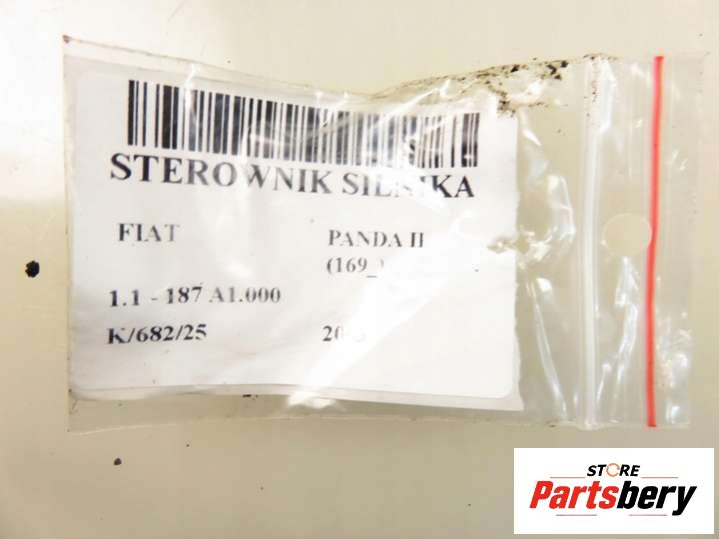 STEROWNIK SILNIKA
FIAT PANDA II
(169_)
1.1 - 187 A1.000
K/682/25
STORE
Partsbery